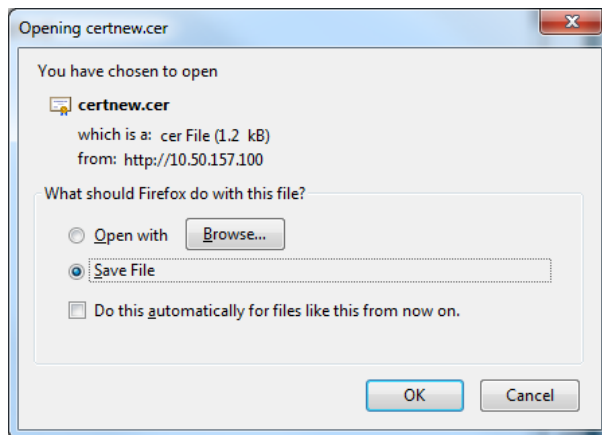 Opening certnew.cer
You have chosen to open
certnew.cer
which is a: cer File (1.2 kB)
from: http://10.50.157.100
What should Firefox do with this file?
Open with Browse...
Save File
Do this automatically for files like this from now on.
OK Cancel